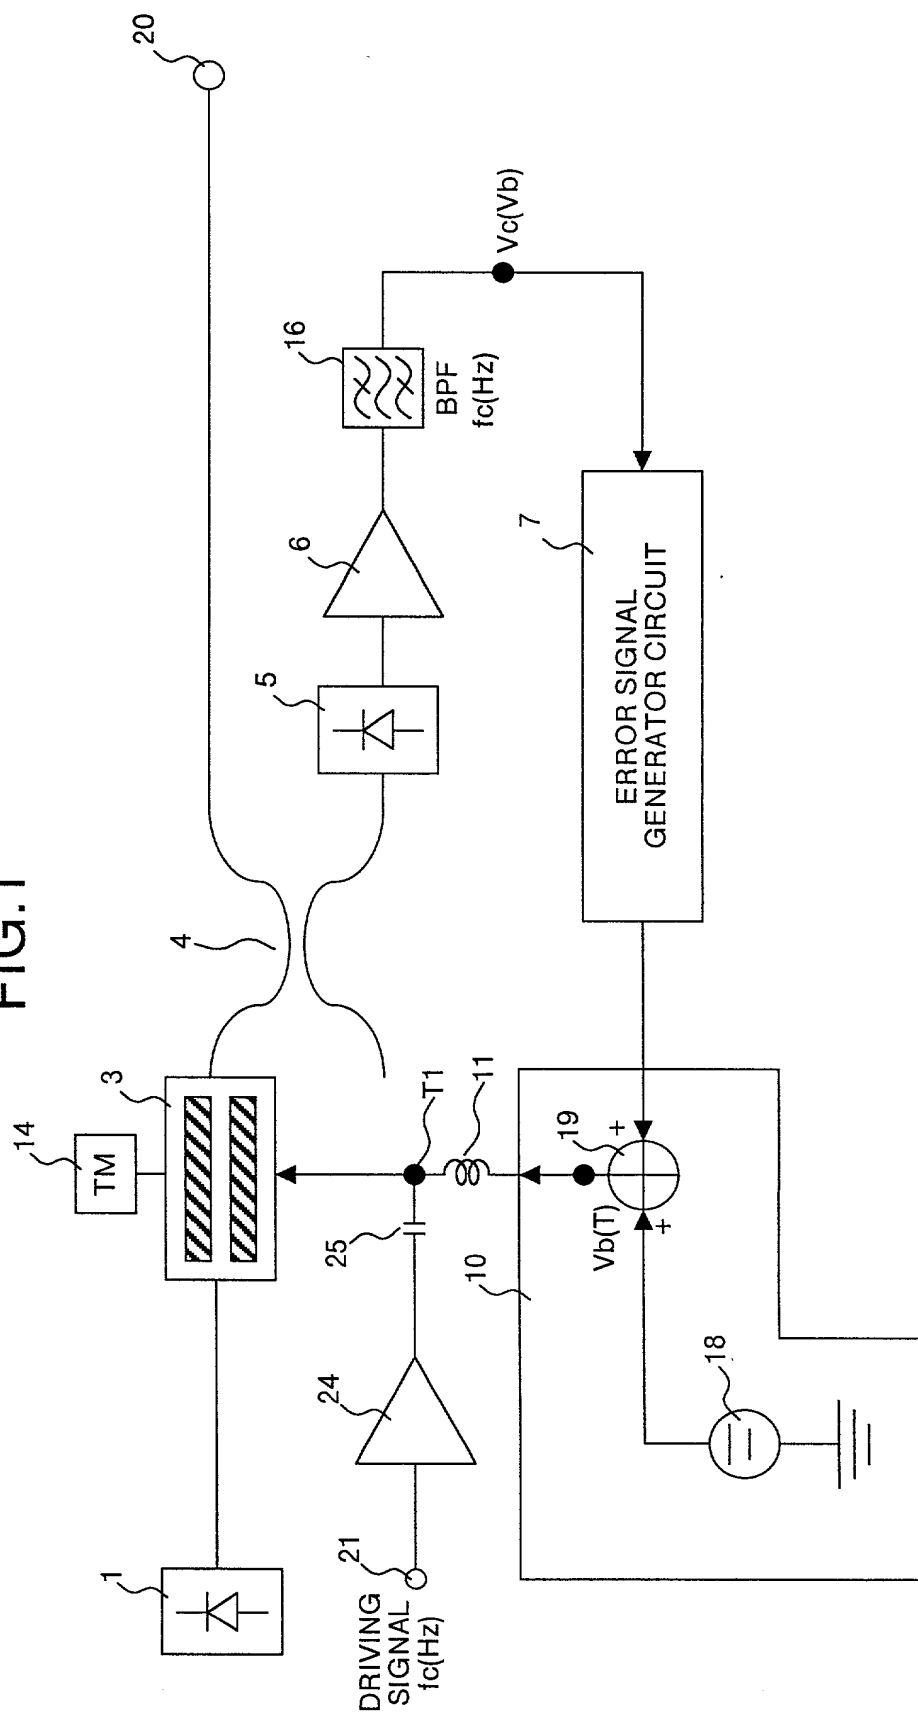 FIG.1
20
14
TM
3
1
4
5
6
16
BPF
fc(Hz)
Vc(Vb)
T1
25
24
21
DRIVING
SIGNAL
fc(Hz)
11
10
7
ERROR SIGNAL
GENERATOR CIRCUIT
19
+
+
Vb(T)
18